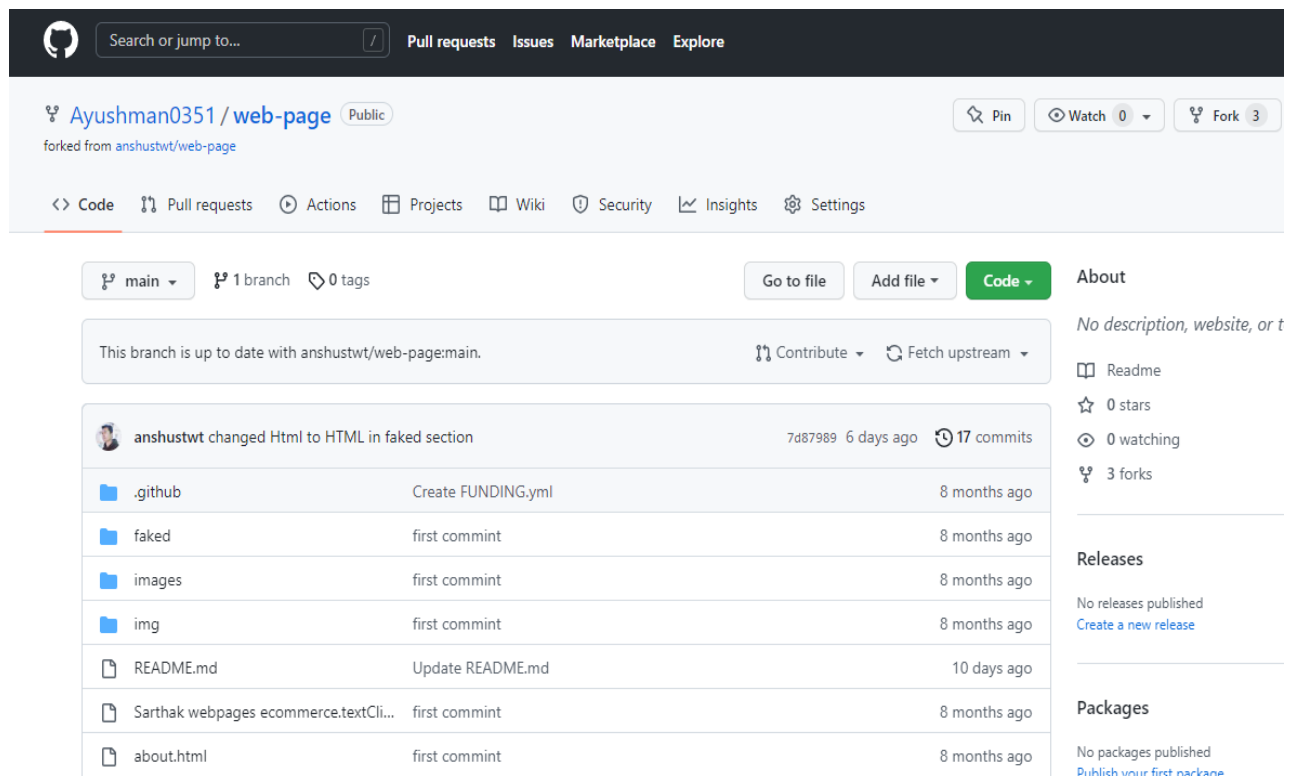 Search or jump to... / Pull requests Issues Marketplace Explore
Ayushman0351 / web-page Public Pin Watch 0 Fork 3
forked from anshustwt/web-page
<> Code Pull requests Actions Projects Wiki Security Insights Settings
main 1 branch 0 tags Go to file Add file Code
This branch is up to date with anshustwt/web-page:main. Contribute Fetch upstream
anshustwt changed Html to HTML in faked section 7d87989 6 days ago 17 commits
.github Create FUNDING.yml 8 months ago
faked first commint 8 months ago
images first commint 8 months ago
img first commint 8 months ago
README.md Update README.md 10 days ago
Sarthak webpages ecommerce.textCli... first commint 8 months ago
about.html first commint 8 months ago
About
No description, website, or t
Readme
0 stars
0 watching
3 forks
Releases
No releases published
Create a new release
Packages
No packages published
Publish your first package